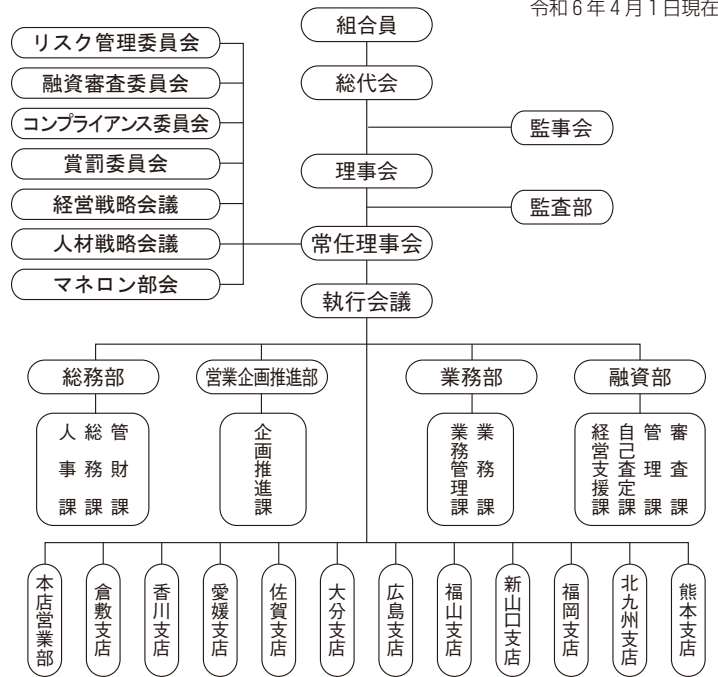 令和6年4月1日現在
組合員
総代会
監事会
理事会
監査部
常任理事会
執行会議
リスク管理委員会
融資審査委員会
コンプライアンス委員会
賞罰委員会
経営戦略会議
人材戦略会議
マネロン部会
総務部
営業企画推進部
業務部
融資部
管財課
総務課
人事課
企画推進課
業務課
業務管理課
審査課
管理課
自己査定課
経営支援課
本店営業部
倉敷支店
香川支店
愛媛支店
佐賀支店
大分支店
広島支店
福山支店
新山口支店
福岡支店
北九州支店
熊本支店